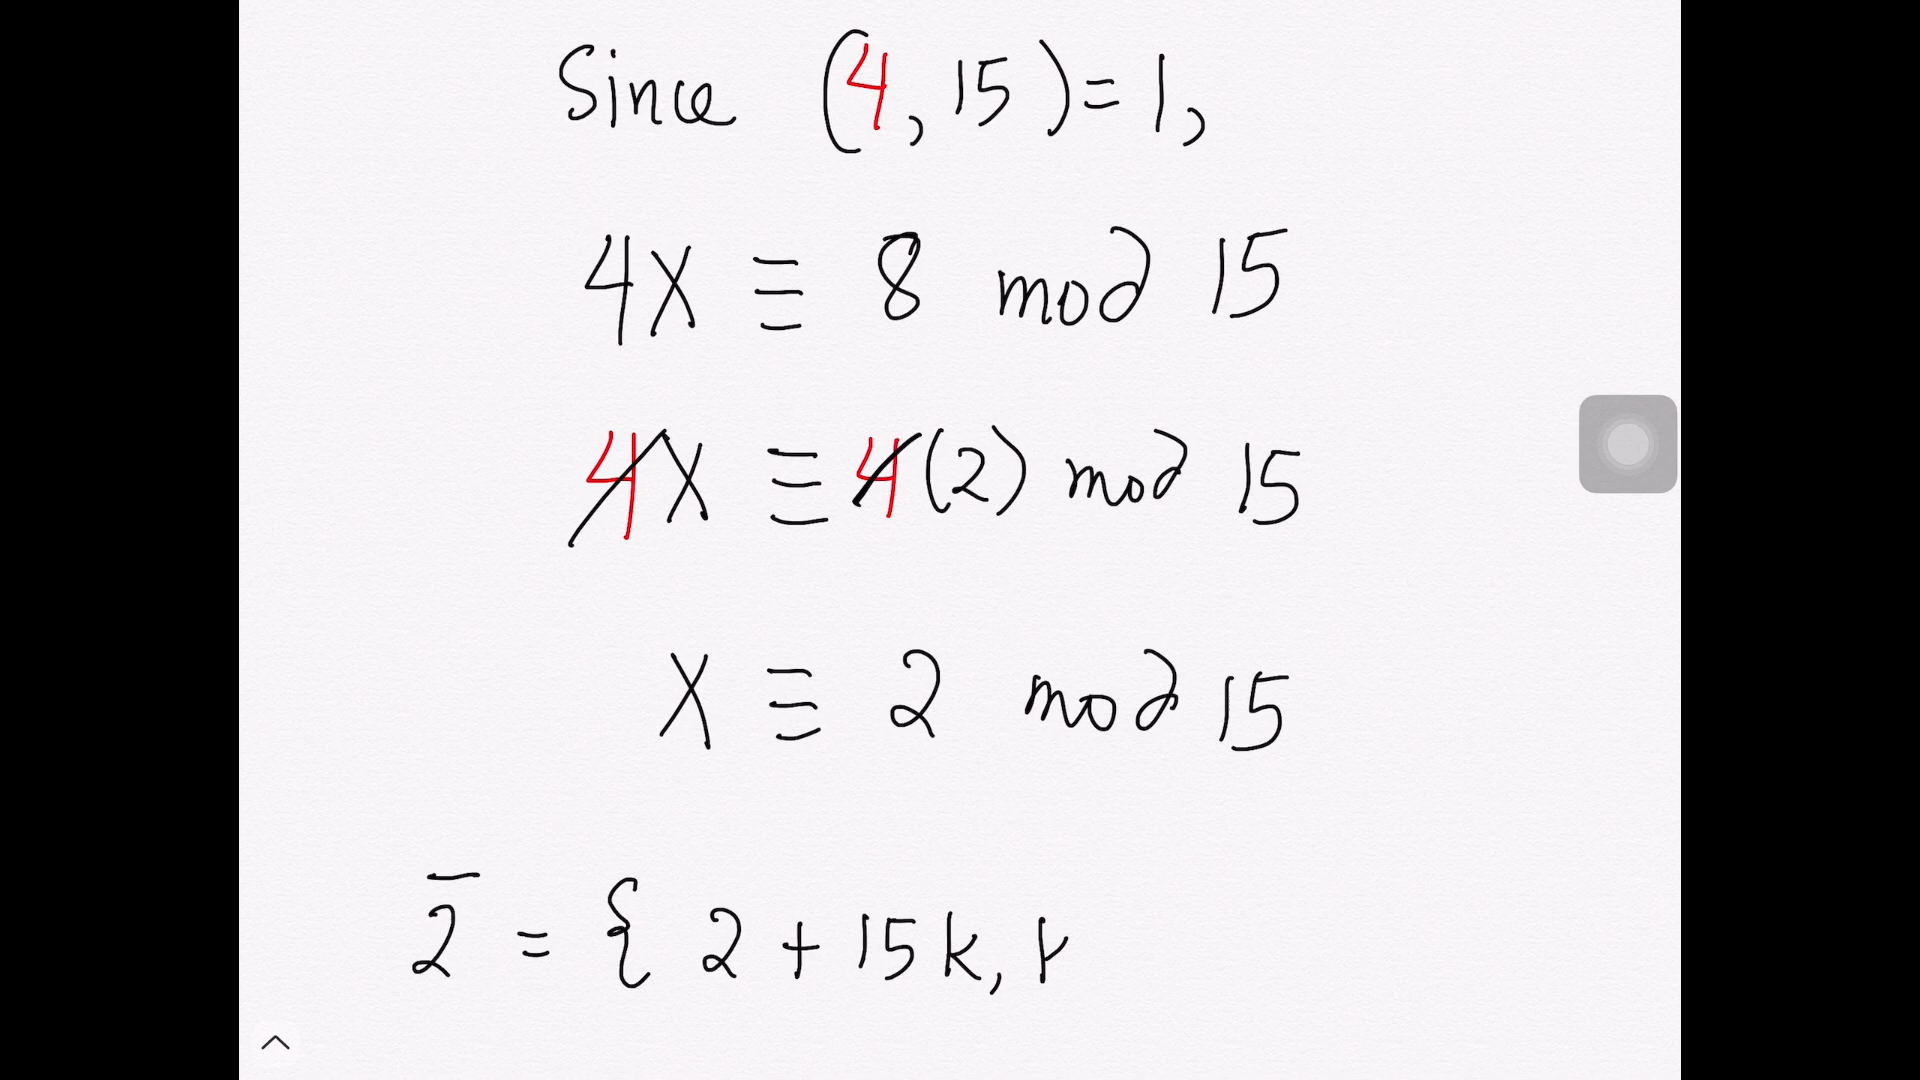 Since (4, 15) = 1,
4x ≡ 8 mod 15
4x ≡ 4(2) mod 15
x ≡ 2 mod 15
2̅ = { 2 + 15k, k